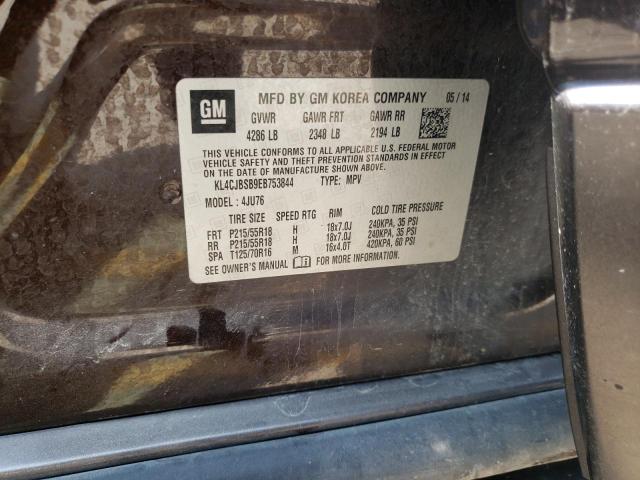 GM MFD BY GM KOREA COMPANY 05 / 14
GVWR GAWR FRT GAWR RR
4286 LB 2348 LB 2194 LB
THIS VEHICLE CONFORMS TO ALL APPLICABLE U.S. FEDERAL MOTOR
VEHICLE SAFETY AND THEFT PREVENTION STANDARDS IN EFFECT
ON THE DATE OF MANUFACTURE SHOWN ABOVE.
KL4CJBSB9EB753844 TYPE: MPV
MODEL : 4JU76
TIRE SIZE SPEED RTG RIM COLD TIRE PRESSURE
FRT P215/55R18 H 18x7.0J 240KPA, 35 PSI
RR P215/55R18 H 18x7.0J 240KPA, 35 PSI
SPA T125/70R16 M 16x4.0T 420KPA, 60 PSI
SEE OWNER'S MANUAL FOR MORE INFORMATION.